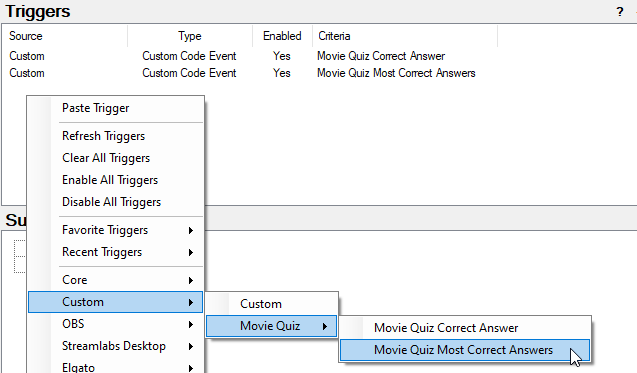 Triggers ?
Source Type Enabled Criteria
Custom Custom Code Event Yes Movie Quiz Correct Answer
Custom Custom Code Event Yes Movie Quiz Most Correct Answers
Paste Trigger
Refresh Triggers
Clear All Triggers
Enable All Triggers
Disable All Triggers
Su
Favorite Triggers
Recent Triggers
Core
Custom
Custom
OBS
Movie Quiz
Movie Quiz Correct Answer
Streamlabs Desktop
Movie Quiz Most Correct Answers
Elgato